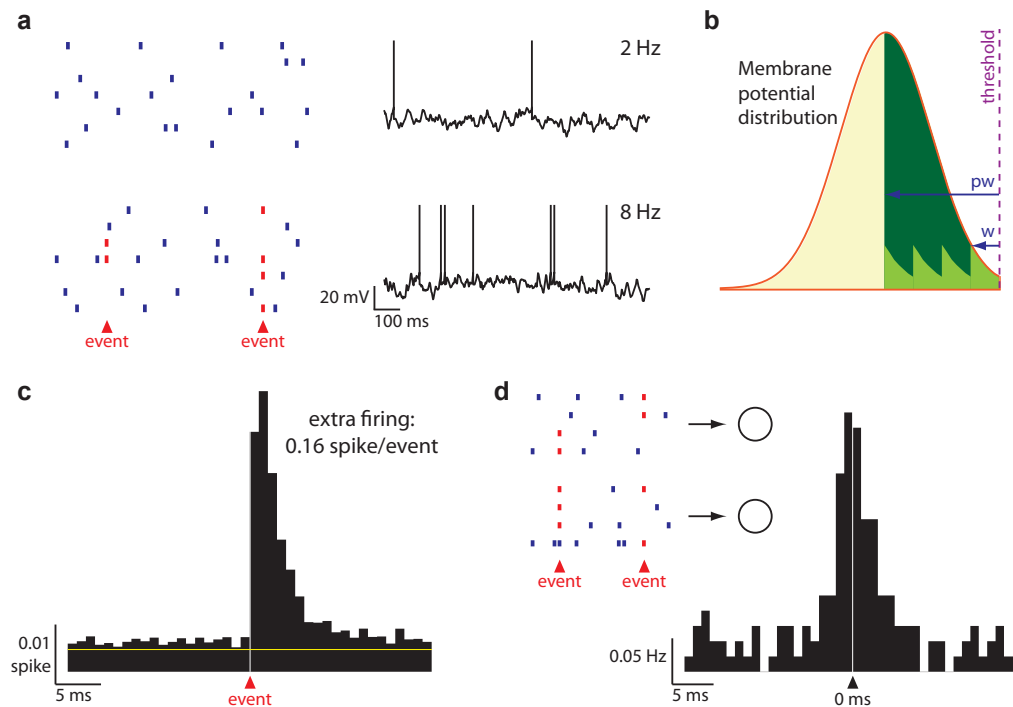 a
2 Hz
8 Hz
20 mV
100 ms
event
event
b
Membrane
potential
distribution
threshold
pw
w
c
extra firing:
0.16 spike/event
0.01
spike
5 ms
event
d
event
event
0.05 Hz
5 ms
0 ms